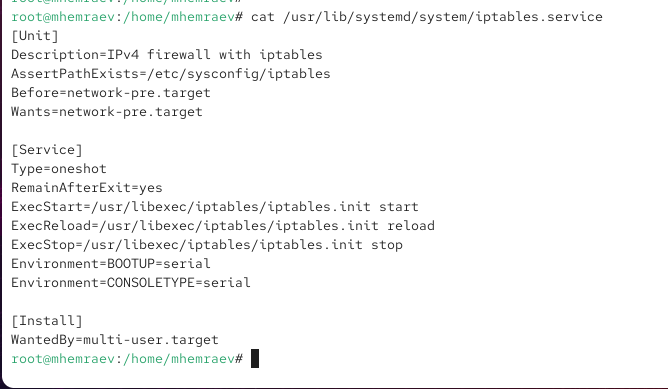 root@mhemraev:/home/mhemraev# cat /usr/lib/systemd/system/iptables.service
[Unit]
Description=IPv4 firewall with iptables
AssertPathExists=/etc/sysconfig/iptables
Before=network-pre.target
Wants=network-pre.target

[Service]
Type=oneshot
RemainAfterExit=yes
ExecStart=/usr/libexec/iptables/iptables.init start
ExecReload=/usr/libexec/iptables/iptables.init reload
ExecStop=/usr/libexec/iptables/iptables.init stop
Environment=BOOTUP=serial
Environment=CONSOLETYPE=serial

[Install]
WantedBy=multi-user.target
root@mhemraev:/home/mhemraev#